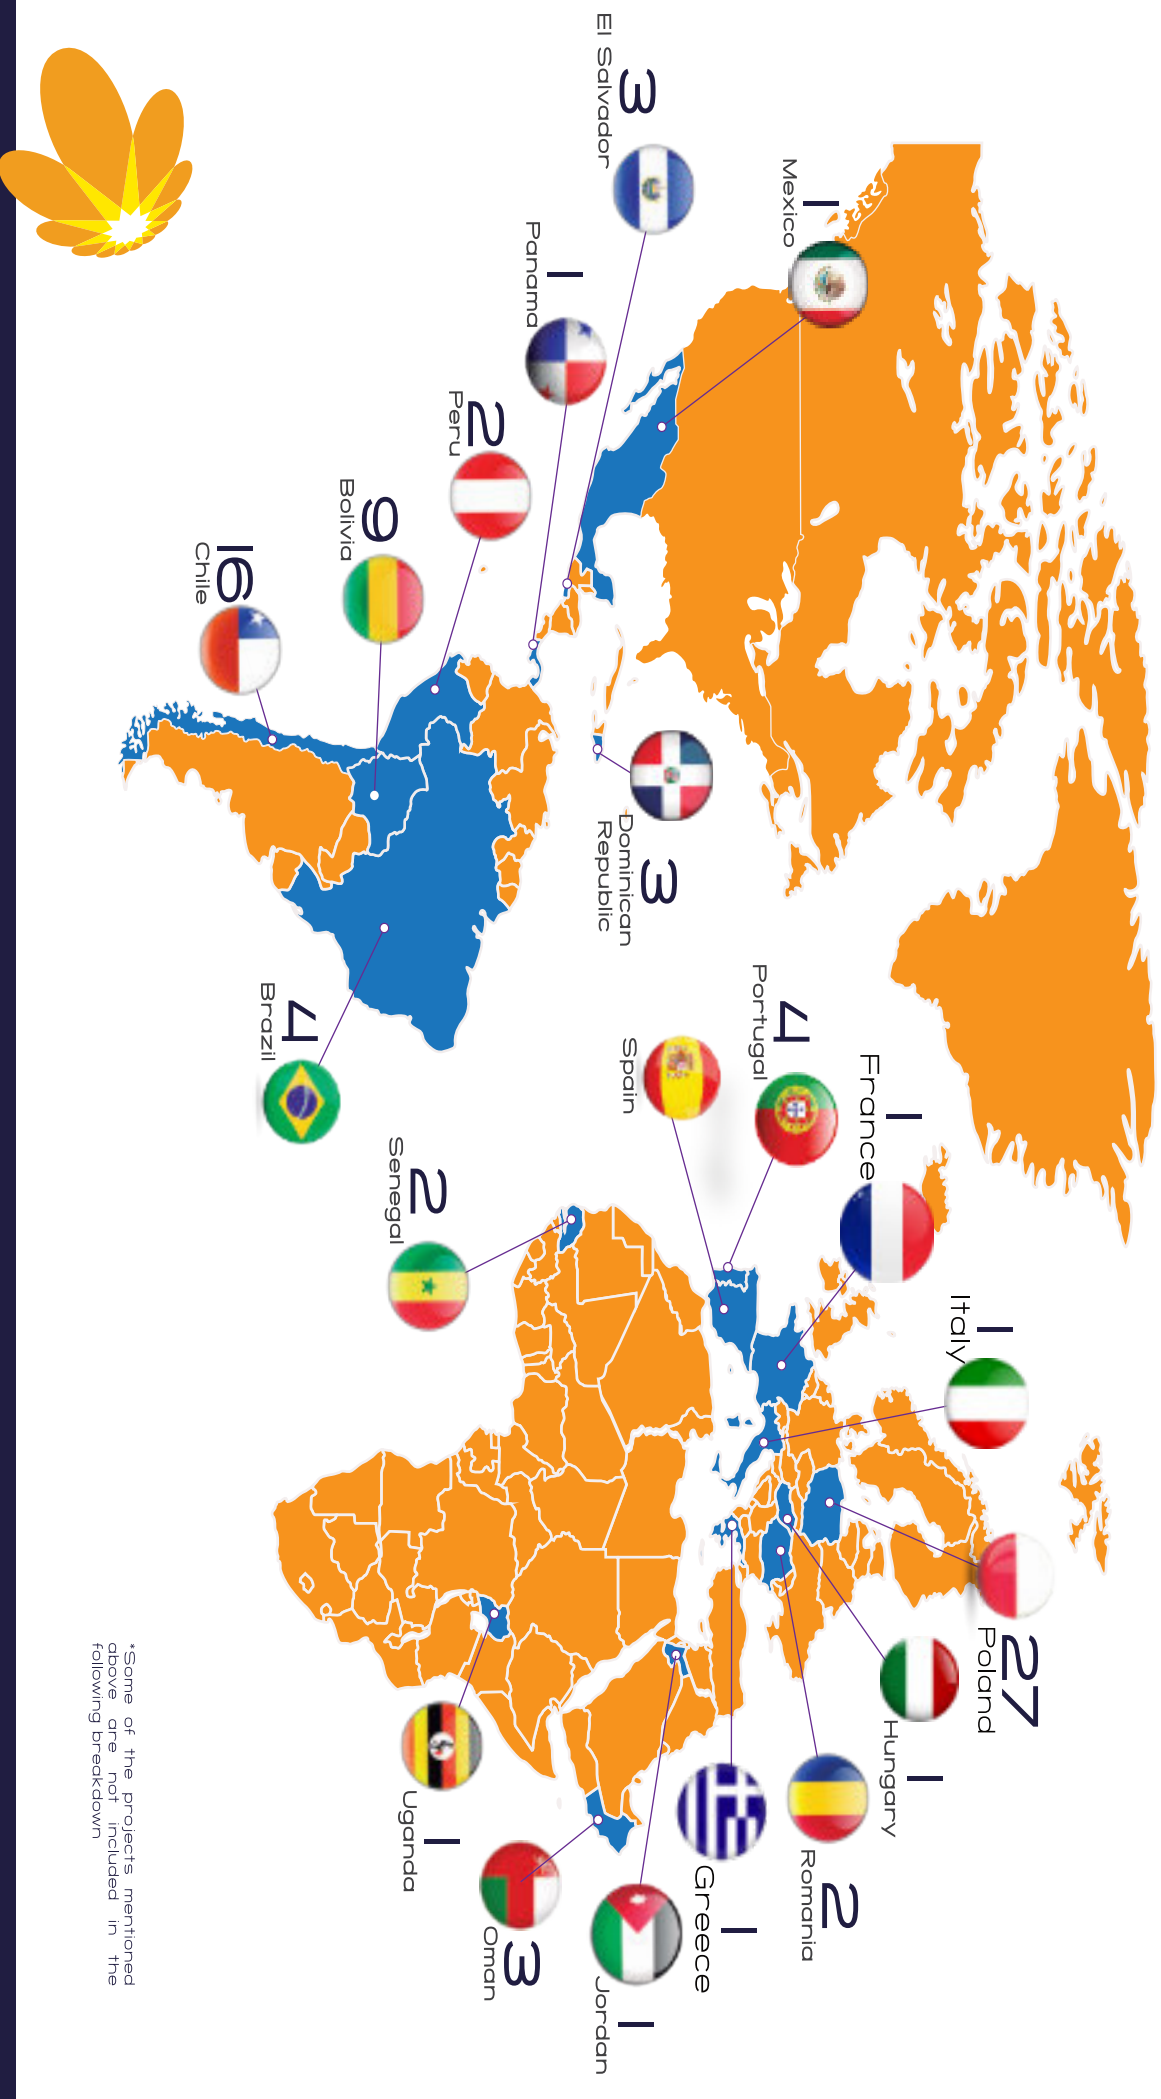 27
Poland
1
Italy
1
Hungary
1
France
2
Romania
1
Mexico
4
Portugal
1
Greece
3
Dominican
Republic
3
El Salvador
1
Jordan
Spain
1
Panama
3
Oman
2
Peru
1
Uganda
2
Senegal
9
Bolivia
4
Brazil
16
Chile
*Some of the projects mentioned
above are not included in the
following breakdown